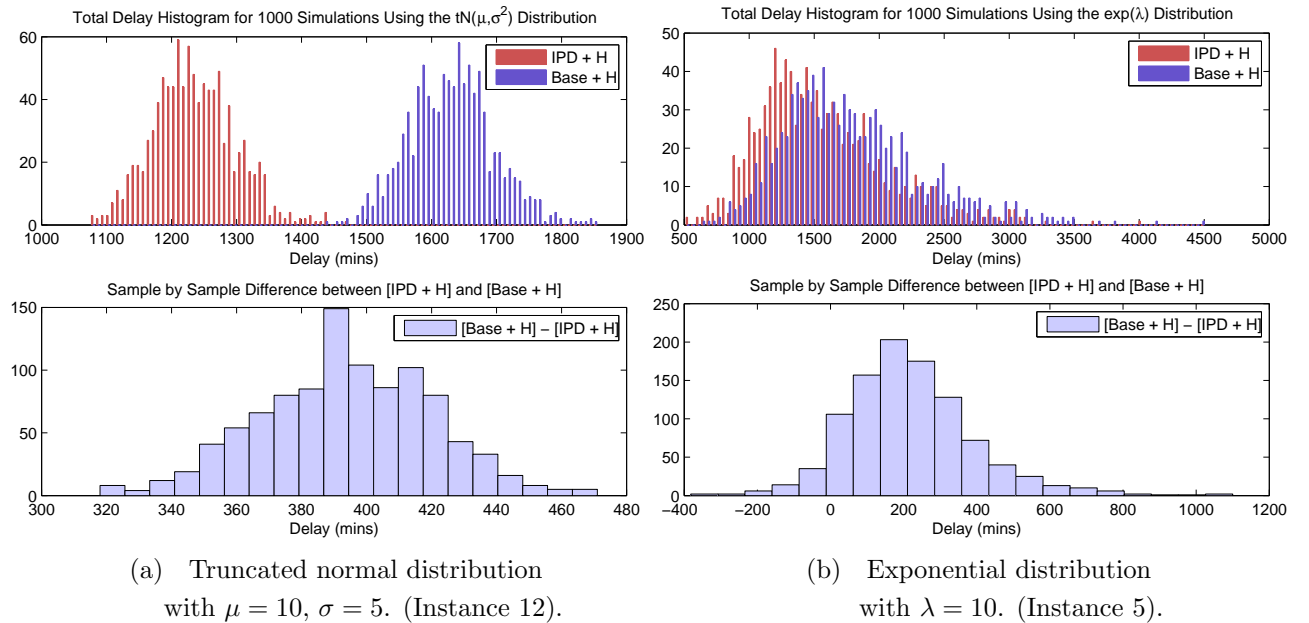 Total Delay Histogram for 1000 Simulations Using the tN(μ,σ²) Distribution
60
40
20
0
IPD + H
Base + H
1000 1100 1200 1300 1400 1500 1600 1700 1800 1900
Delay (mins)
Sample by Sample Difference between [IPD + H] and [Base + H]
150
100
50
0
[Base + H] − [IPD + H]
300 320 340 360 380 400 420 440 460 480
Delay (mins)
(a) Truncated normal distribution
with μ = 10, σ = 5. (Instance 12).
Total Delay Histogram for 1000 Simulations Using the exp(λ) Distribution
50
40
30
20
10
0
IPD + H
Base + H
500 1000 1500 2000 2500 3000 3500 4000 4500 5000
Delay (mins)
Sample by Sample Difference between [IPD + H] and [Base + H]
250
200
150
100
50
0
[Base + H] − [IPD + H]
−400 −200 0 200 400 600 800 1000 1200
Delay (mins)
(b) Exponential distribution
with λ = 10. (Instance 5).